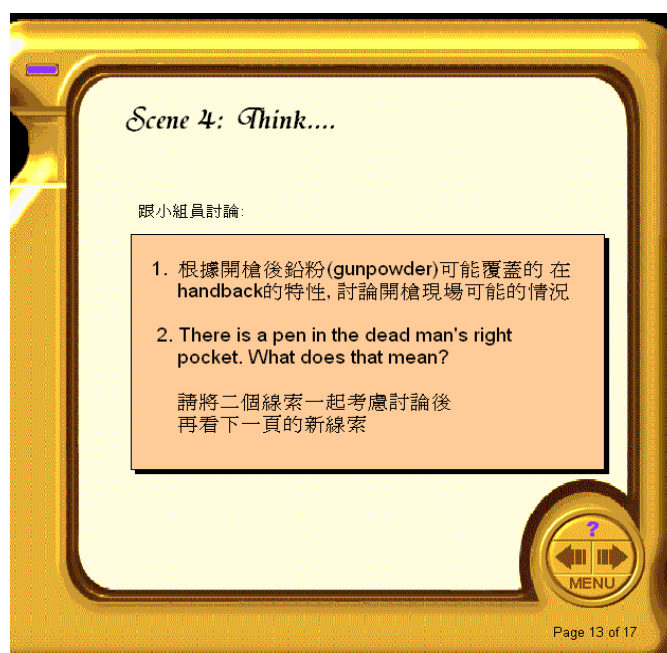 Scene 4: Think....
跟小組員討論:
1. 根據開槍後鉛粉(gunpowder)可能覆蓋的 在
handback的特性, 討論開槍現場可能的情況
2. There is a pen in the dead man's right
pocket. What does that mean?
請將二個線索一起考慮討論後
再看下一頁的新線索
?
MENU
Page 13 of 17